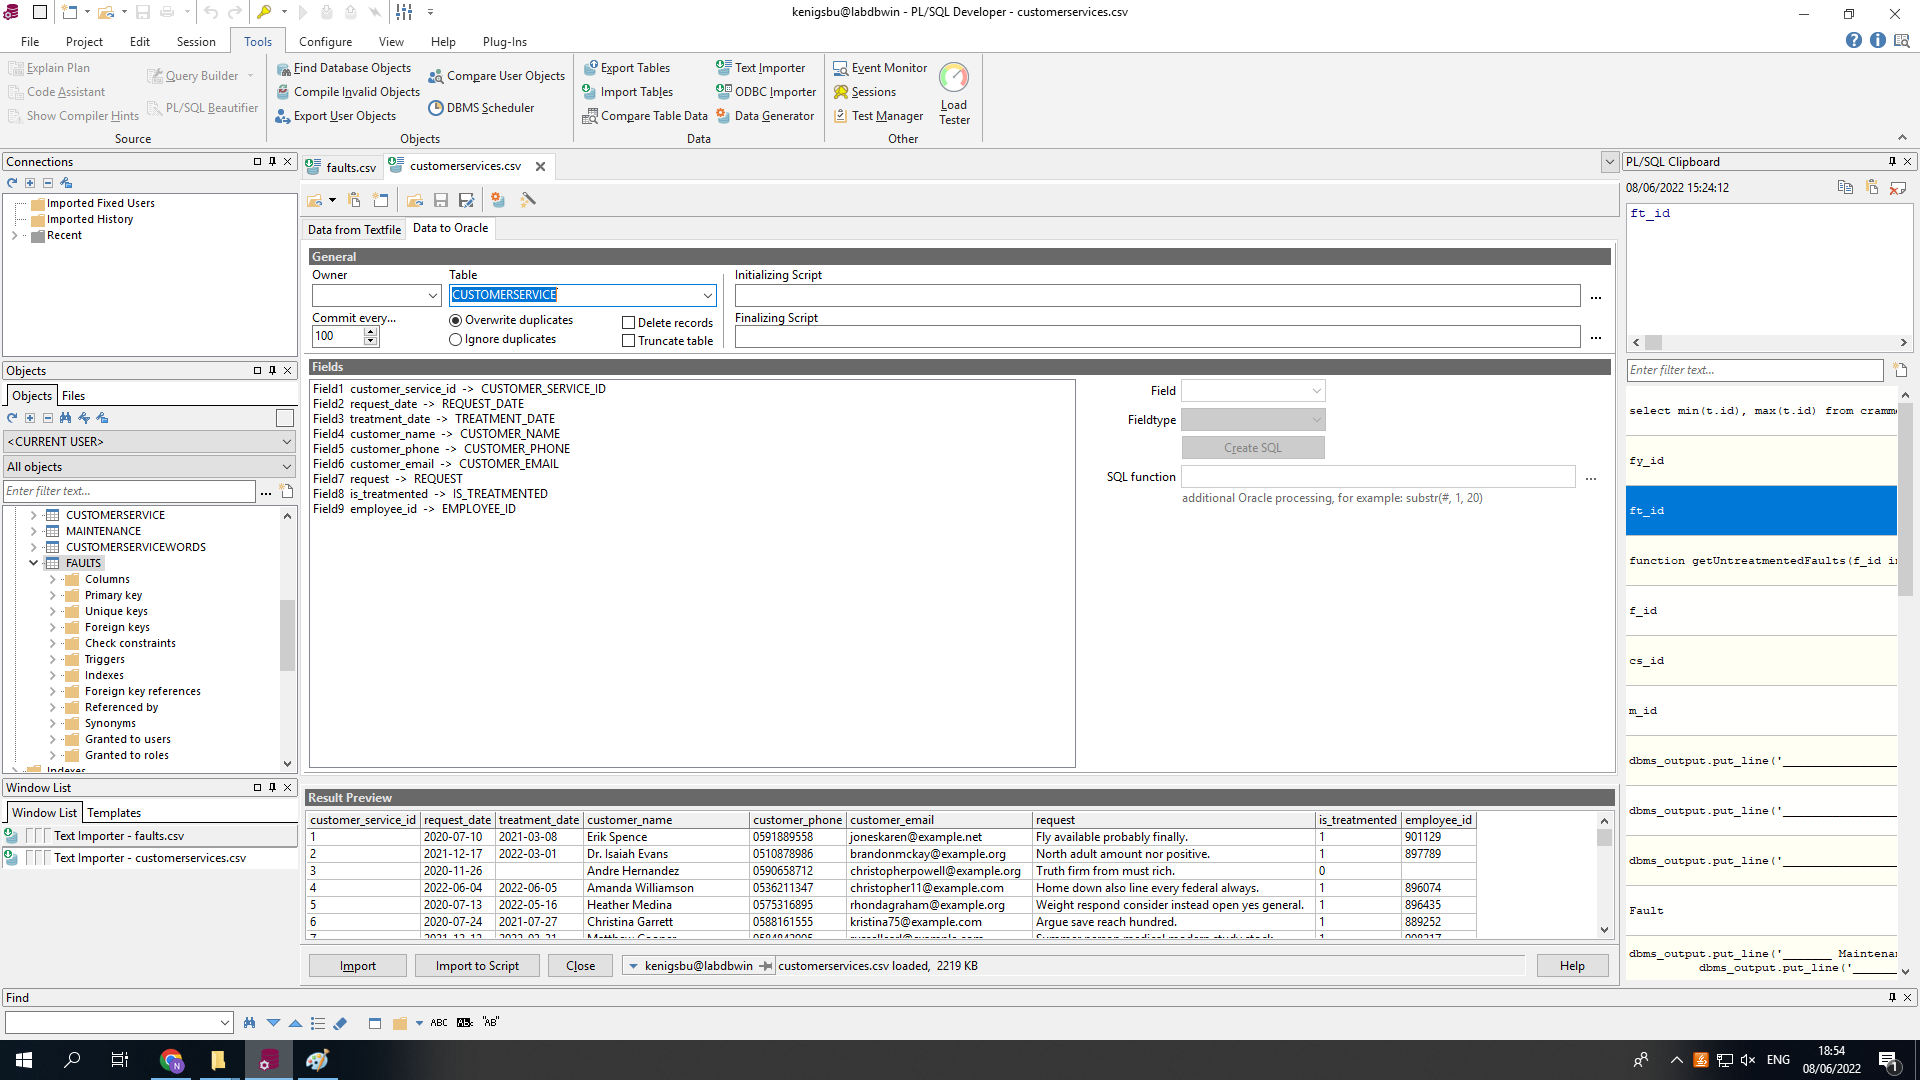 kenigsbu@labdbwin - PL/SQL Developer - customerservices.csv
File Project Edit Session Tools Configure View Help Plug-Ins
Explain Plan
Code Assistant
Show Compiler Hints
Query Builder
PL/SQL Beautifier
Source
Find Database Objects
Compile Invalid Objects
Export User Objects
Compare User Objects
DBMS Scheduler
Objects
Export Tables
Import Tables
Compare Table Data
Text Importer
ODBC Importer
Data Generator
Data
Event Monitor
Sessions
Test Manager
Load
Tester
Other
Connections
Imported Fixed Users
Imported History
Recent
Objects
Objects Files
<CURRENT USER>
All objects
Enter filter text...
CUSTOMERSERVICE
MAINTENANCE
CUSTOMERSERVICEWORDS
FAULTS
Columns
Primary key
Unique keys
Foreign keys
Check constraints
Triggers
Indexes
Foreign key references
Referenced by
Synonyms
Granted to users
Granted to roles
Indexes
Window List
Window List Templates
Text Importer - faults.csv
Text Importer - customerservices.csv
faults.csv customerservices.csv
Data from Textfile Data to Oracle
General
Owner Table Initializing Script
CUSTOMERSERVICE
Commit every... Finalizing Script
100
Overwrite duplicates
Ignore duplicates
Delete records
Truncate table
Fields
Field1 customer_service_id -> CUSTOMER_SERVICE_ID
Field2 request_date -> REQUEST_DATE
Field3 treatment_date -> TREATMENT_DATE
Field4 customer_name -> CUSTOMER_NAME
Field5 customer_phone -> CUSTOMER_PHONE
Field6 customer_email -> CUSTOMER_EMAIL
Field7 request -> REQUEST
Field8 is_treatmented -> IS_TREATMENTED
Field9 employee_id -> EMPLOYEE_ID
Field
Fieldtype
Create SQL
SQL function
additional Oracle processing, for example: substr(#, 1, 20)
Result Preview
customer_service_id request_date treatment_date customer_name customer_phone customer_email request is_treatmented employee_id
1 2020-07-10 2021-03-08 Erik Spence 0591889558 joneskaren@example.net Fly available probably finally. 1 901129
2 2021-12-17 2022-03-01 Dr. Isaiah Evans 0510878986 brandonmckay@example.org North adult amount nor positive. 1 897789
3 2020-11-26 Andre Hernandez 0590658712 christopherpowell@example.org Truth firm from must rich. 0
4 2022-06-04 2022-06-05 Amanda Williamson 0536211347 christopher11@example.com Home down also line every federal always. 1 896074
5 2020-07-13 2022-05-16 Heather Medina 0575316895 rhondagraham@example.com Weight respond consider instead open yes general. 1 896435
6 2020-07-24 2021-07-27 Christina Garrett 0588161555 kristina75@example.com Argue save reach hundred. 1 889252
Import Import to Script Close kenigsbu@labdbwin customerservices.csv loaded, 2219 KB Help
PL/SQL Clipboard
08/06/2022 15:24:12
ft_id
Enter filter text...
select min(t.id), max(t.id) from cramm
fy_id
ft_id
function getUntreatmentedFaults(f_id i
f_id
cs_id
m_id
dbms_output.put_line('___________________
dbms_output.put_line('___________________
dbms_output.put_line('___________________
Fault
dbms_output.put_line('_______ Maintena
dbms_output.put_line('______
Find
ABC AB "AB"
ENG
18:54
08/06/2022
1